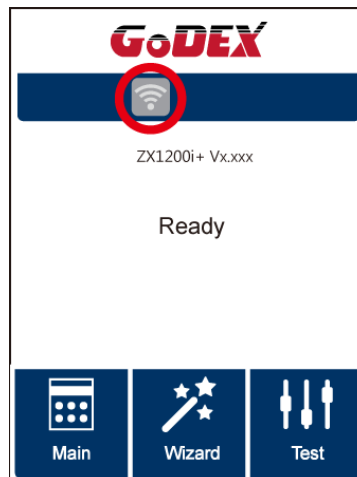 GoDEX
ZX1200i+ Vx.xxx
Ready
Main
Wizard
Test